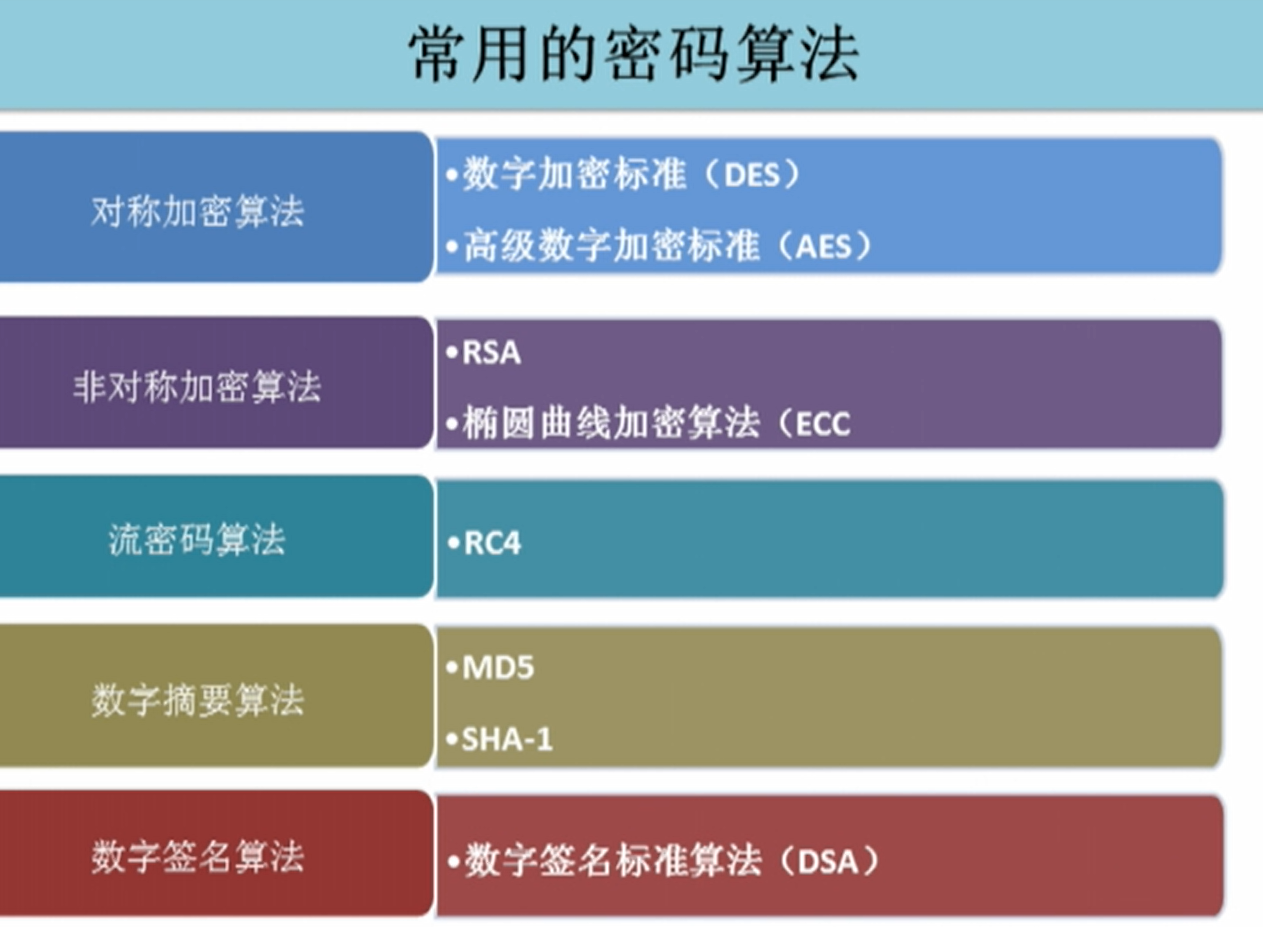 常用的密码算法
对称加密算法
•数字加密标准（DES）
•高级数字加密标准（AES）
非对称加密算法
•RSA
•椭圆曲线加密算法（ECC
流密码算法
•RC4
数字摘要算法
•MD5
•SHA-1
数字签名算法
•数字签名标准算法（DSA）